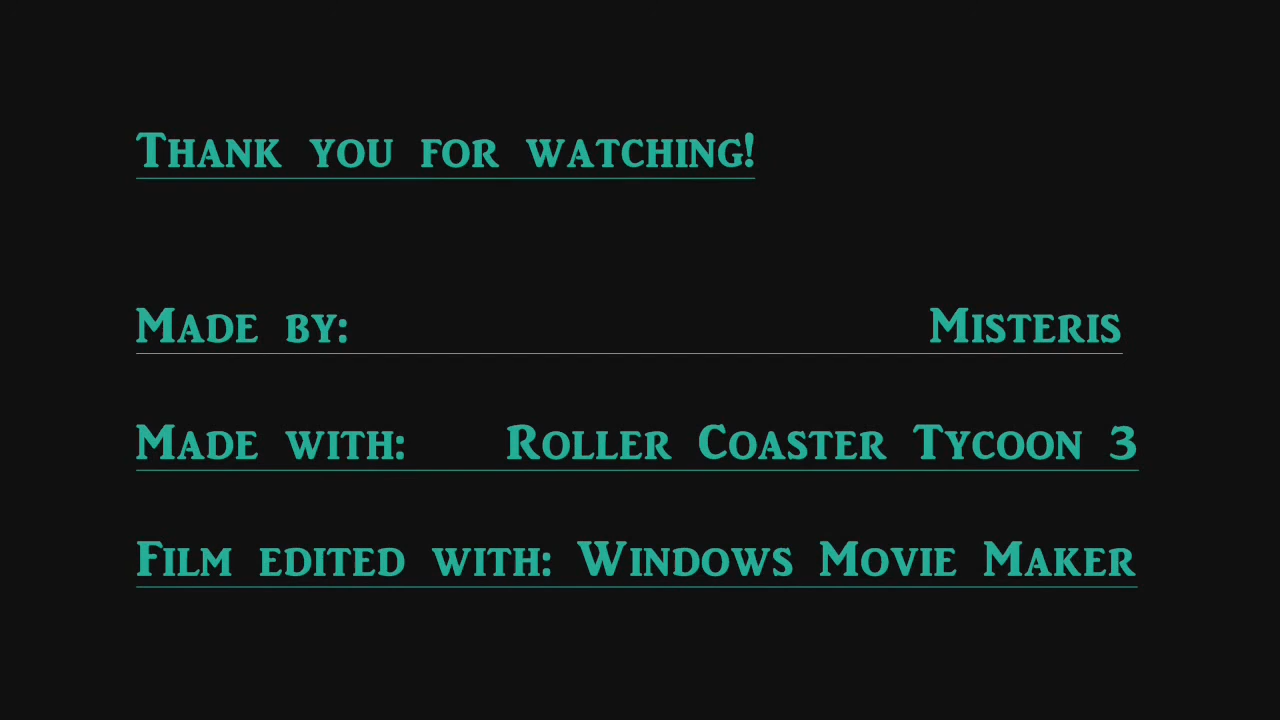 Thank you for watching!
Made by: Misteris
Made with: Roller Coaster Tycoon 3
Film edited with: Windows Movie Maker